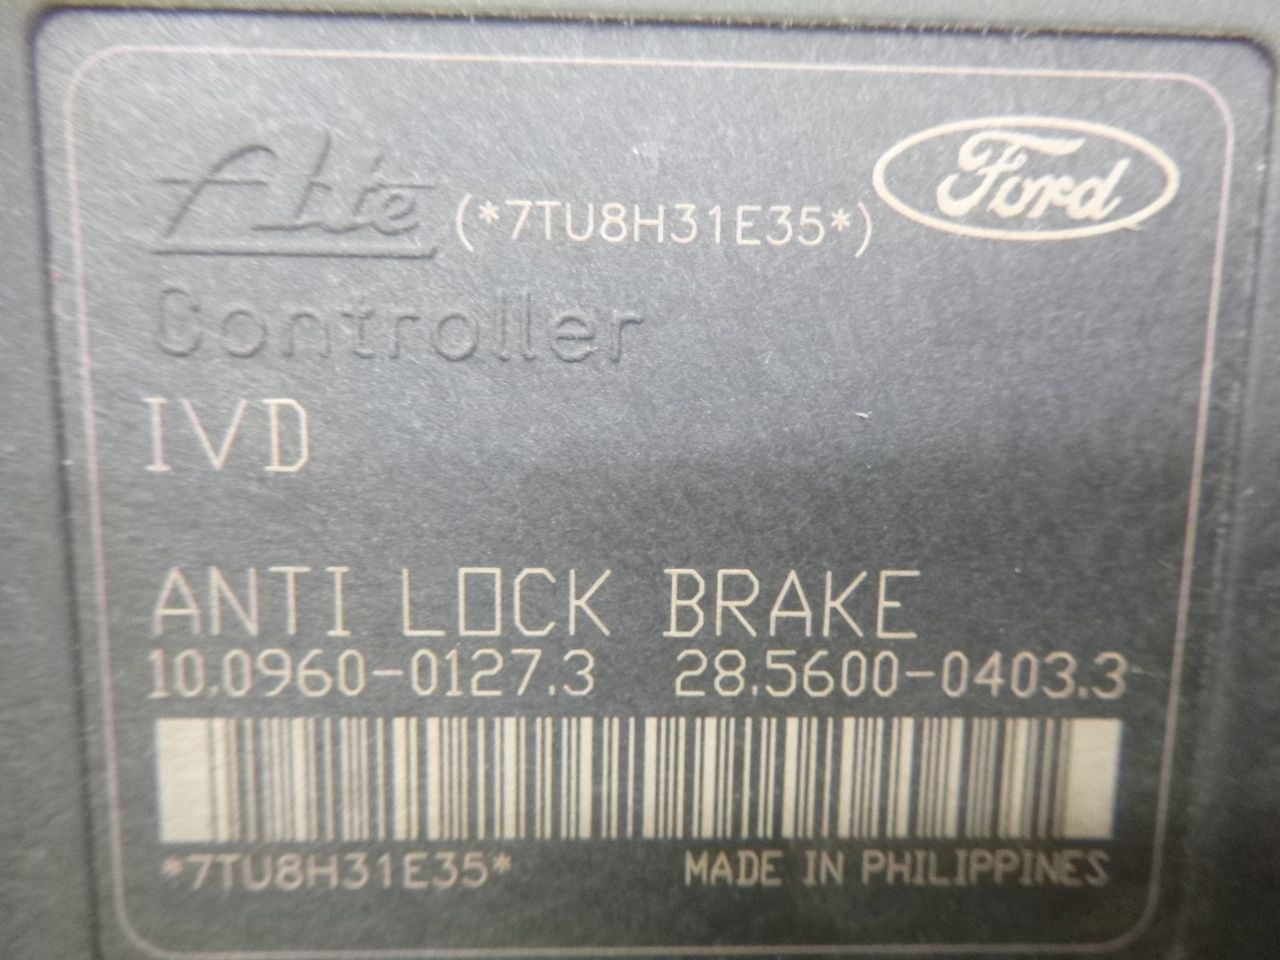 Ate (*7TU8H31E35*) Ford
Controller
IVD
ANTI LOCK BRAKE
10.0960-0127.3 28.5600-0403.3
*7TU8H31E35* MADE IN PHILIPPINES